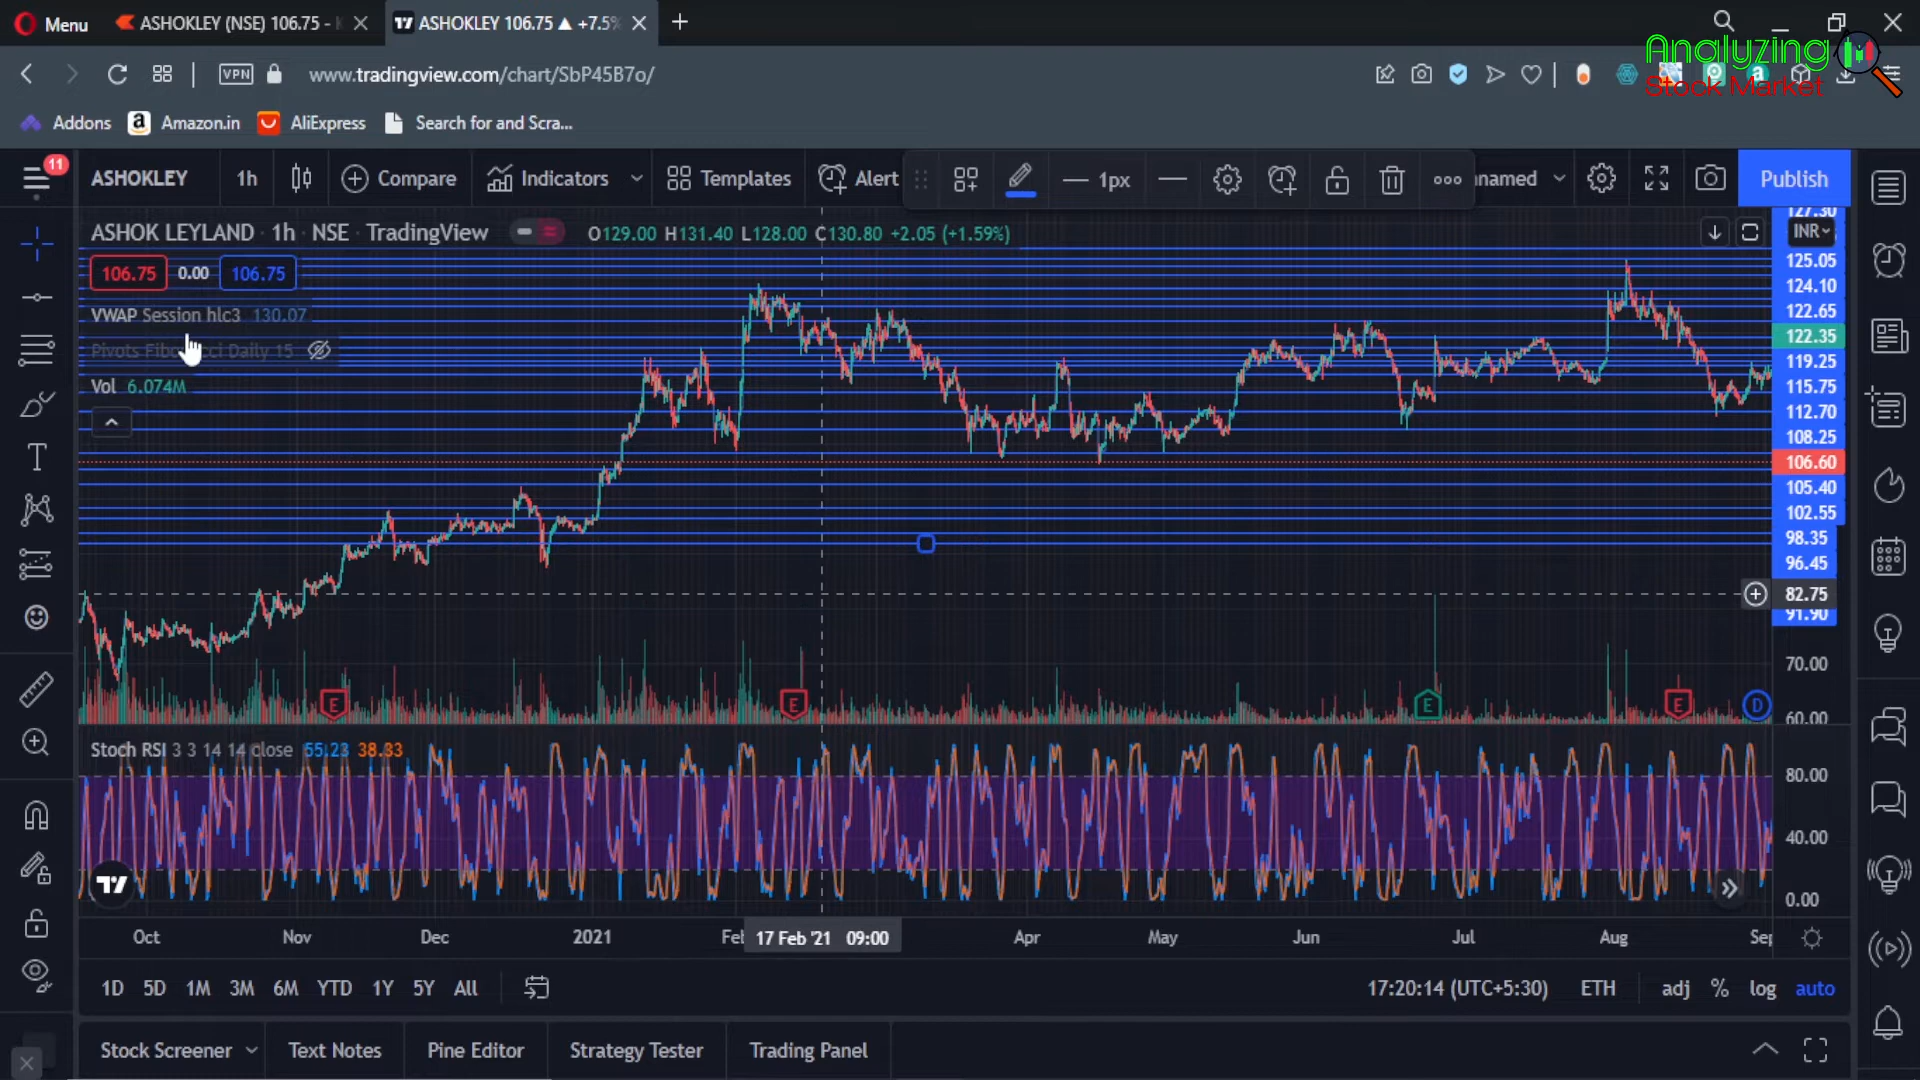 Menu
ASHOKLEY (NSE) 106.75 -
ASHOKLEY 106.75 ▲ +7.5%
Analyzing
Stock Market
VPN
www.tradingview.com/chart/SbP45B7o/
Addons
Amazon.in
AliExpress
Search for and Scra...
11
ASHOKLEY
1h
Compare
Indicators
Templates
Alert
1px
named
Publish
ASHOK LEYLAND · 1h · NSE · TradingView
O129.00 H131.40 L128.00 C130.80 +2.05 (+1.59%)
INR
106.75
0.00
106.75
VWAP Session hlc3 130.07
Daily 15
Vol 6.074M
127.30
125.05
124.10
122.65
122.35
119.25
115.75
112.70
108.25
106.60
105.40
102.55
98.35
96.45
82.75
91.90
70.00
60.00
E
E
E
E
D
Stoch RSI 3 3 14 14 close 55.23 38.33
80.00
40.00
0.00
Oct
Nov
Dec
2021
17 Feb '21 09:00
Apr
May
Jun
Jul
Aug
1D
5D
1M
3M
6M
YTD
1Y
5Y
All
17:20:14 (UTC+5:30)
ETH
adj
%
log
auto
Stock Screener
Text Notes
Pine Editor
Strategy Tester
Trading Panel